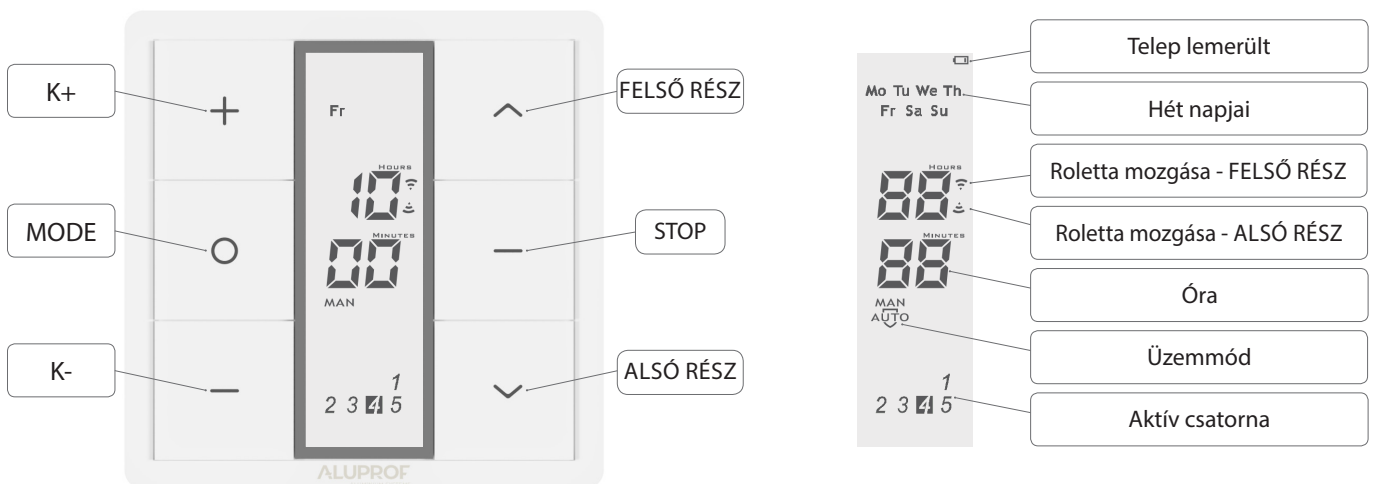 K+
MODE
K-
Fr
HOURS
10
MINUTES
00
MAN
1
2 3 4 5
ALUPROF
FELSŐ RÉSZ
STOP
ALSÓ RÉSZ
Mo Tu We Th
Fr Sa Su
HOURS
88
MINUTES
88
MAN
AUTO
1
2 3 4 5
Telep lemerült
Hét napjai
Roletta mozgása - FELSŐ RÉSZ
Roletta mozgása - ALSÓ RÉSZ
Óra
Üzemmód
Aktív csatorna